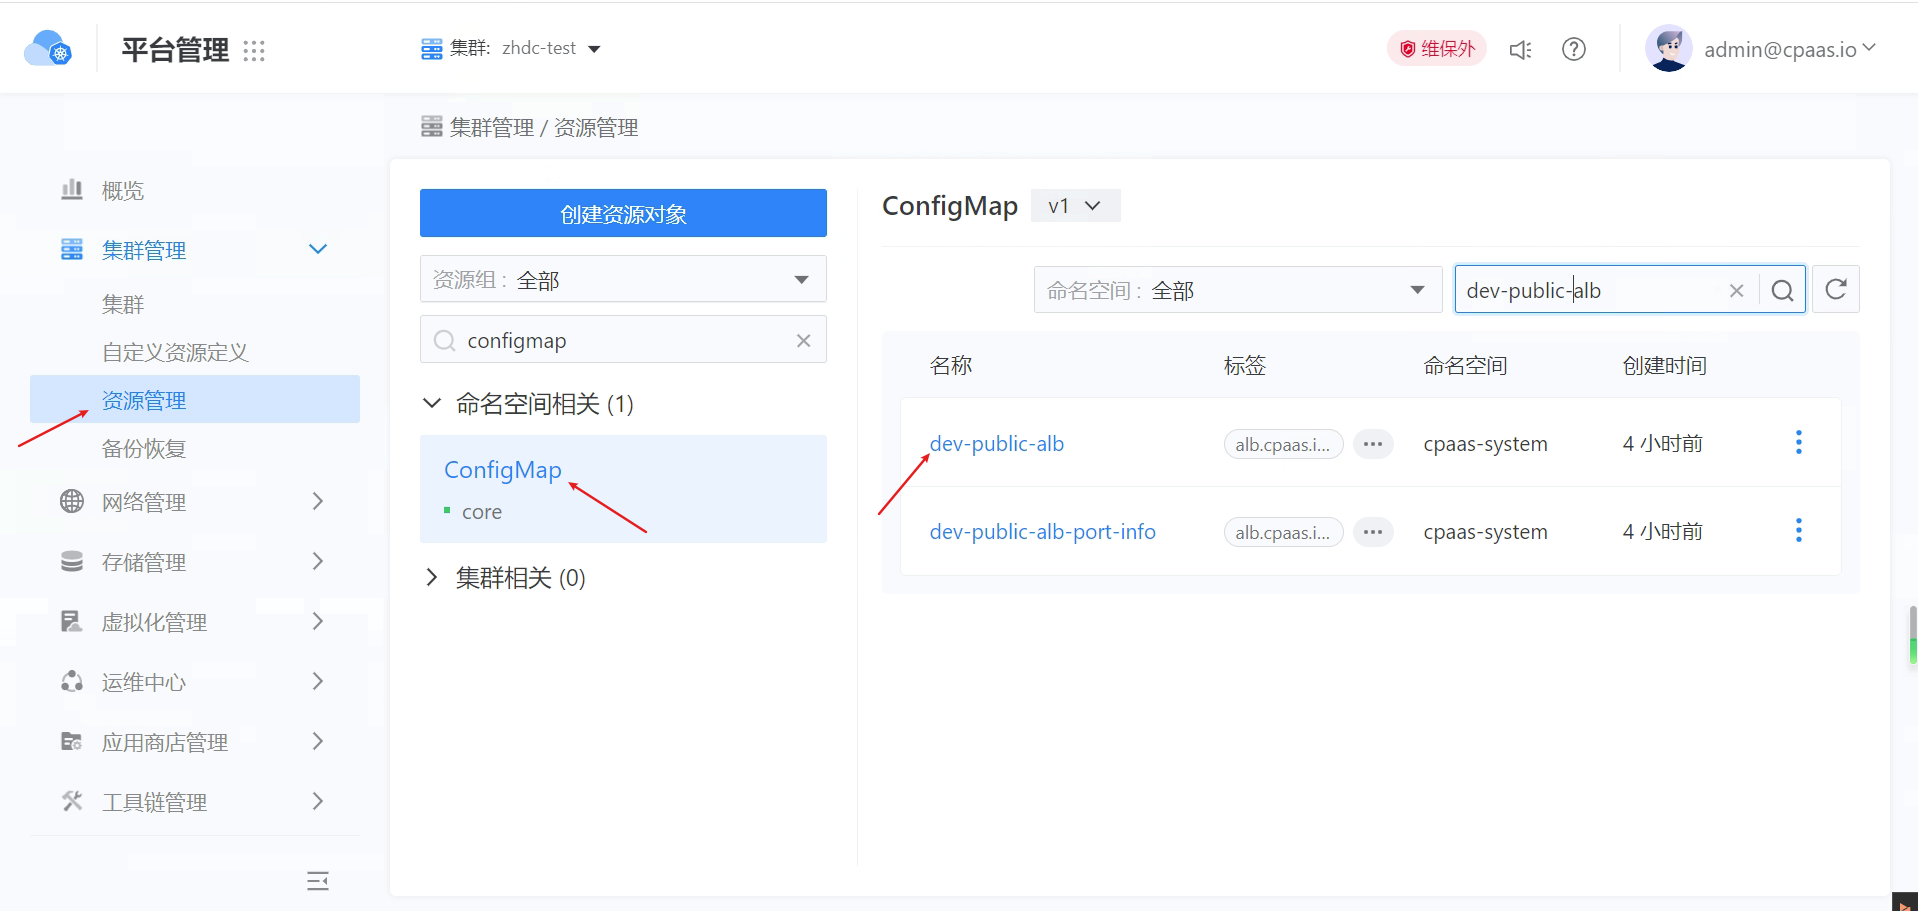 平台管理
集群: zhdc-test
维保外
admin@cpaas.io
集群管理 / 资源管理
概览
集群管理
集群
自定义资源定义
资源管理
备份恢复
网络管理
存储管理
虚拟化管理
运维中心
应用商店管理
工具链管理
创建资源对象
资源组 : 全部
configmap
命名空间相关 (1)
ConfigMap
core
集群相关 (0)
ConfigMap v1
命名空间 : 全部
dev-public-alb
名称 标签 命名空间 创建时间
dev-public-alb alb.cpaas.i... cpaas-system 4 小时前
dev-public-alb-port-info alb.cpaas.i... cpaas-system 4 小时前